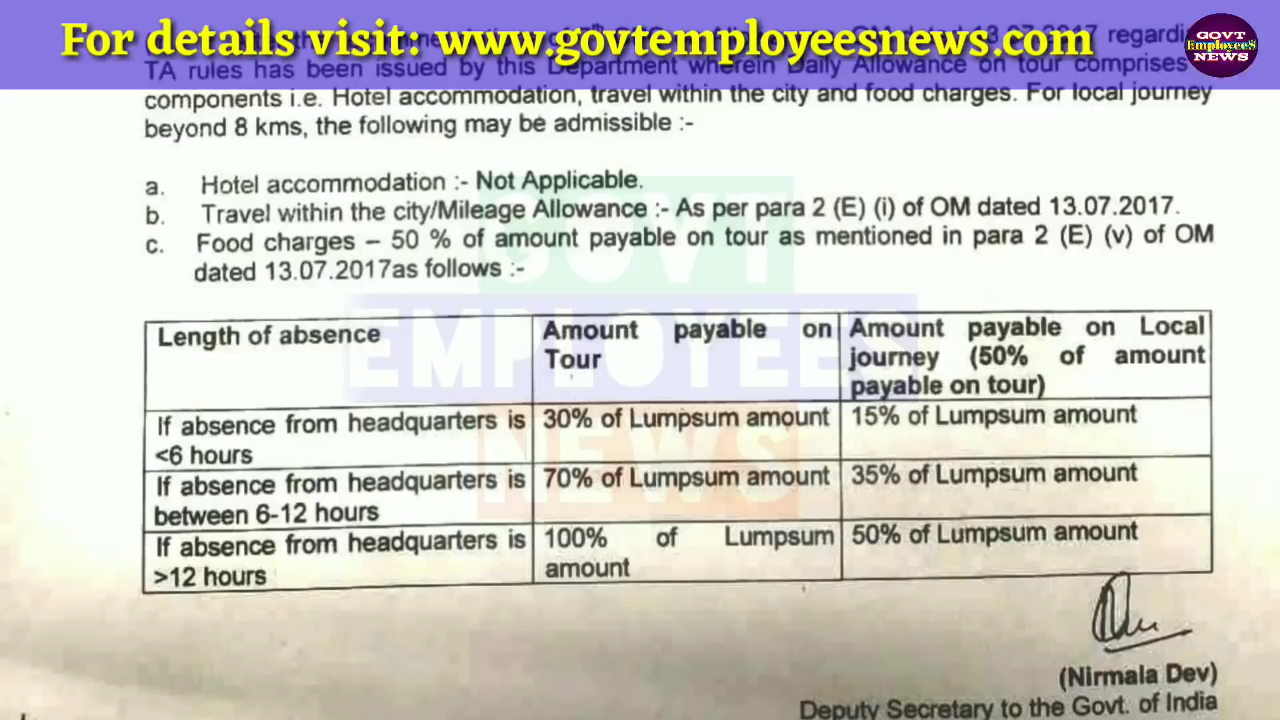 For details visit: www.govtemployeesnews.com
GOVT
EmployeeS
NEWS
dated 13.07.2017 regardi
TA rules has been issued by this Department wherein Daily Allowance on tour comprises
components i.e. Hotel accommodation, travel within the city and food charges. For local journey
beyond 8 kms, the following may be admissible :-
a. Hotel accommodation :- Not Applicable.
b. Travel within the city/Mileage Allowance :- As per para 2 (E) (i) of OM dated 13.07.2017.
c. Food charges – 50 % of amount payable on tour as mentioned in para 2 (E) (v) of OM
dated 13.07.2017as follows :-
GOVT
EMPLOYEES
NEWS
Length of absence
Amount payable on
Tour
Amount payable on Local
journey (50% of amount
payable on tour)
If absence from headquarters is
<6 hours
30% of Lumpsum amount
15% of Lumpsum amount
If absence from headquarters is
between 6-12 hours
70% of Lumpsum amount
35% of Lumpsum amount
If absence from headquarters is
>12 hours
100% of Lumpsum
amount
50% of Lumpsum amount
(Nirmala Dev)
Deputy Secretary to the Govt. of India